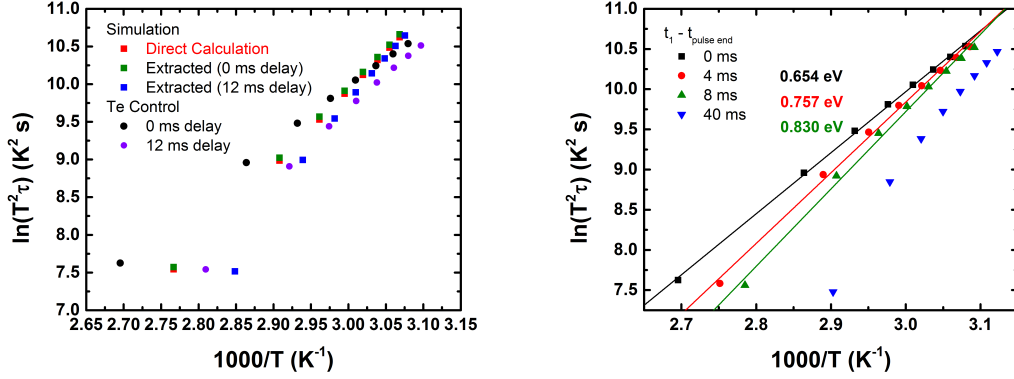 11.0
10.5
10.0
9.5
9.0
8.5
8.0
7.5
7.0
ln(T²τ) (K² s)
Simulation
Direct Calculation
Extracted (0 ms delay)
Extracted (12 ms delay)
Te Control
0 ms delay
12 ms delay
2.65 2.70 2.75 2.80 2.85 2.90 2.95 3.00 3.05 3.10 3.15
1000/T (K⁻¹)
11.0
10.5
10.0
9.5
9.0
8.5
8.0
7.5
ln(T²τ) (K² s)
t₁ - t pulse end
0 ms
4 ms
8 ms
40 ms
0.654 eV
0.757 eV
0.830 eV
2.7 2.8 2.9 3.0 3.1
1000/T (K⁻¹)